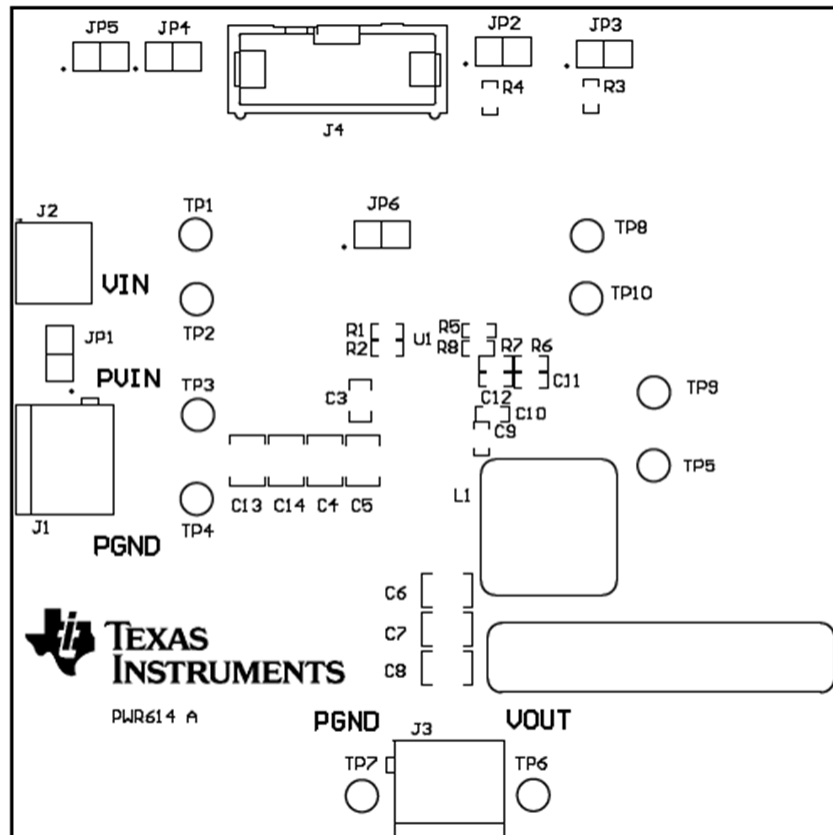 JP5 JP4 JP2 JP3
R4 R3
J4
J2 TP1 JP6 TP8
VIN TP10
TP2 R1 U1 R5
JP1 R2 R8 R7 R6
PVIN TP3 C3 C12 C11 TP9
C10
C9
TP5
L1
C13 C14 C4 C5
J1 TP4
PGND
C6
C7
TEXAS
INSTRUMENTS C8
PWR614 A PGND J3 VOUT
TP7 TP6